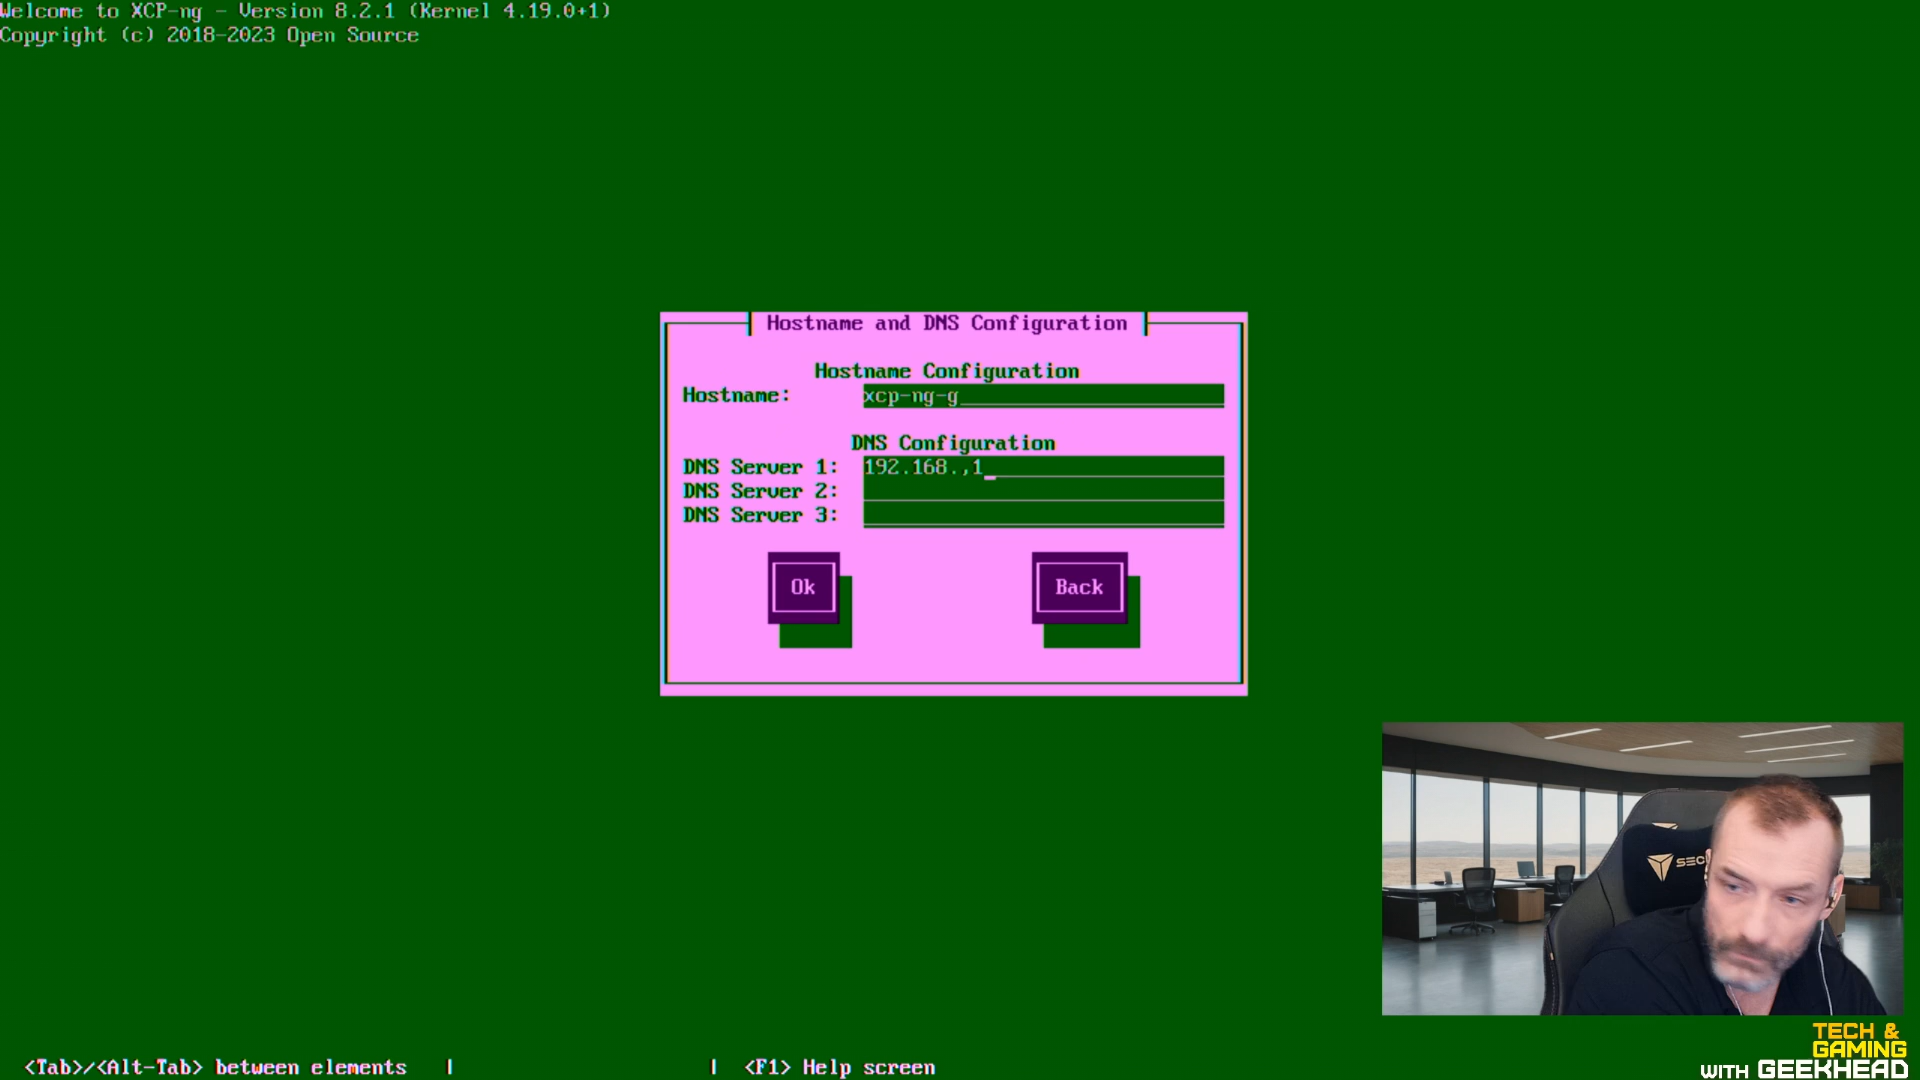 Welcome to XCP-ng - Version 8.2.1 (Kernel 4.19.0+1)
Copyright (c) 2018-2023 Open Source
Hostname and DNS Configuration
Hostname Configuration
Hostname: xcp-ng-g
DNS Configuration
DNS Server 1: 192.168.,1
DNS Server 2:
DNS Server 3:
Ok Back
<Tab>/<Alt-Tab> between elements | | <F1> Help screen
TECH &
GAMING
WITH GEEKHEAD